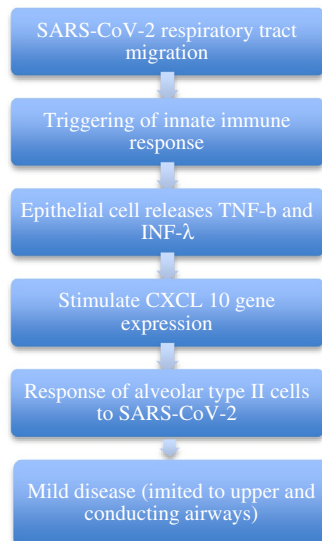 SARS-CoV-2 respiratory tract
migration
Triggering of innate immune
response
Epithelial cell releases TNF-b and
INF-λ
Stimulate CXCL 10 gene
expression
Response of alveolar type II cells
to SARS-CoV-2
Mild disease (imited to upper and
conducting airways)